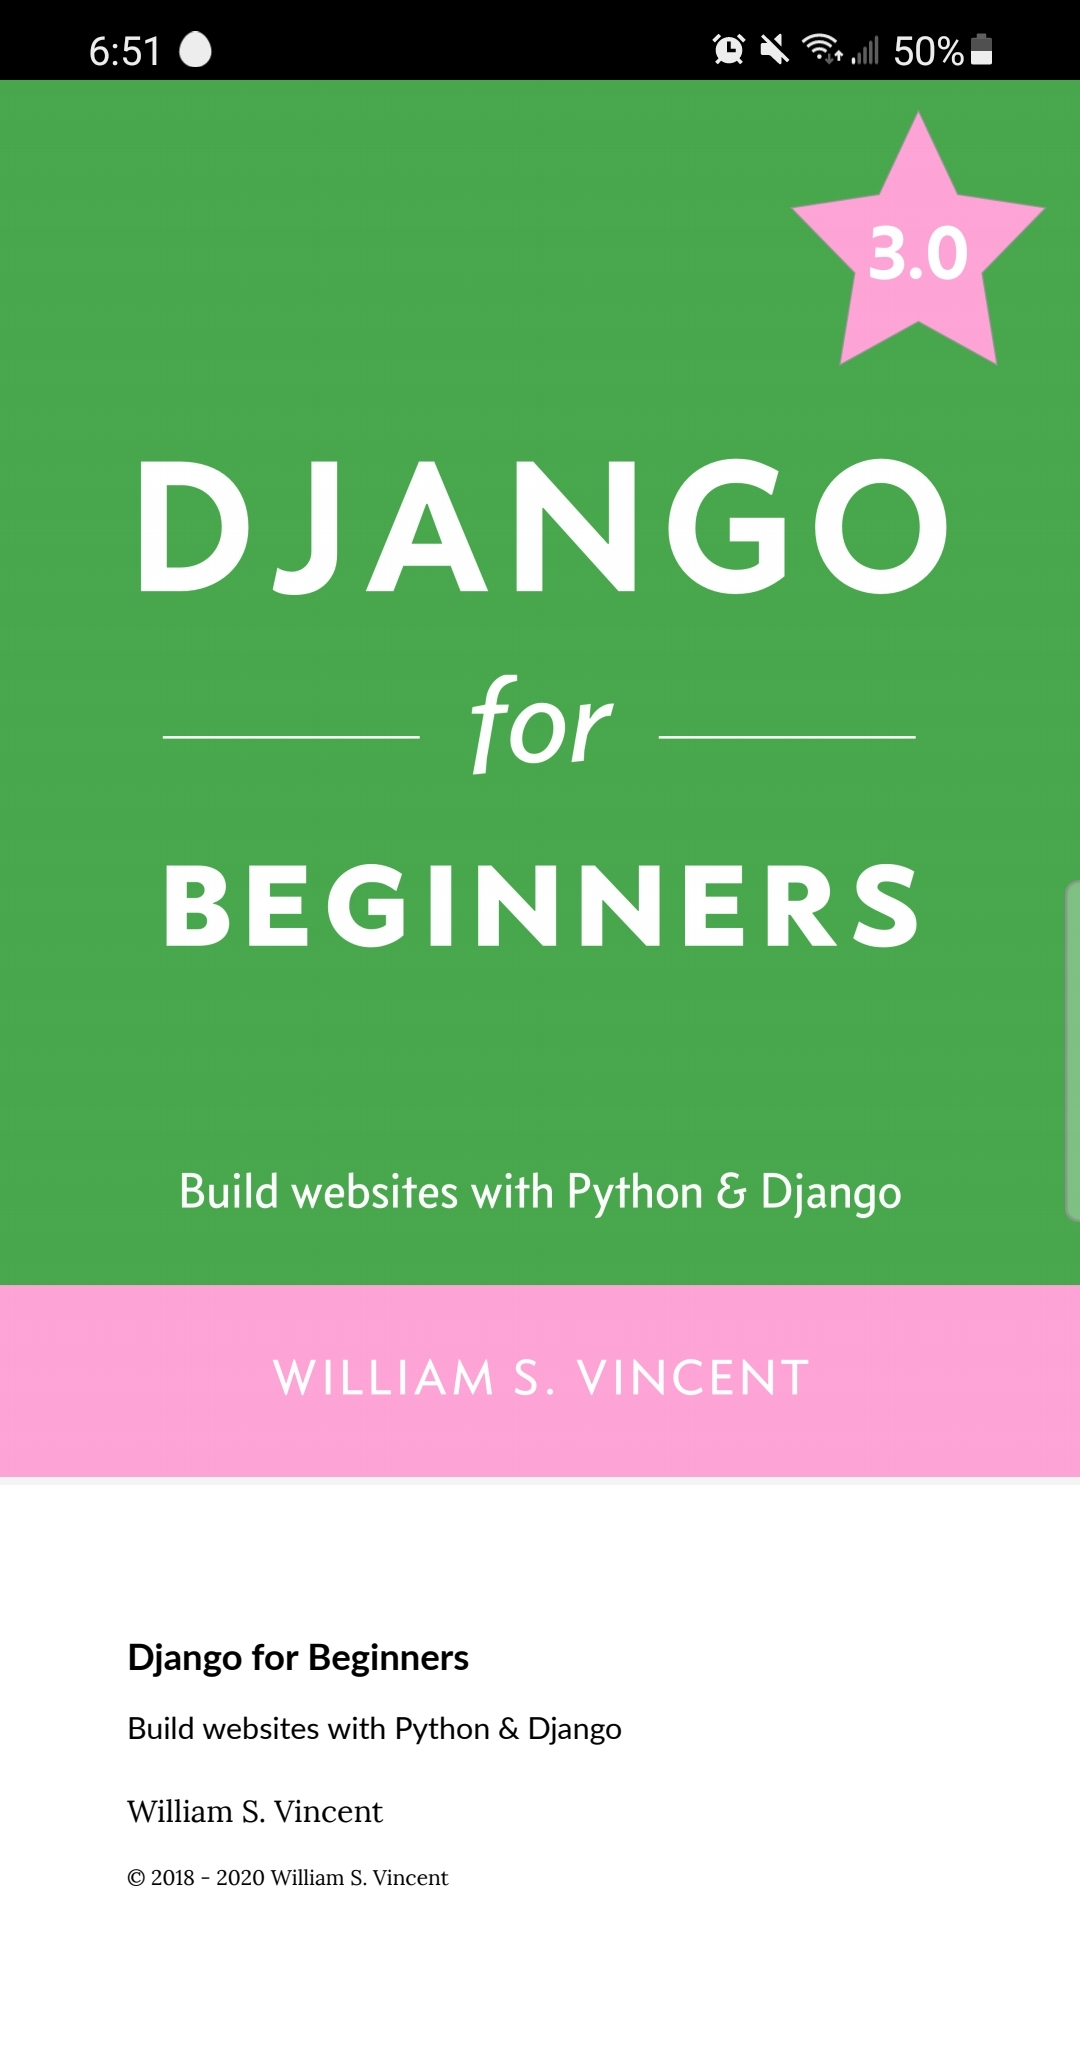 6:51 50%
3.0
DJANGO
for
BEGINNERS
Build websites with Python & Django
WILLIAM S. VINCENT
Django for Beginners
Build websites with Python & Django
William S. Vincent
© 2018 - 2020 William S. Vincent